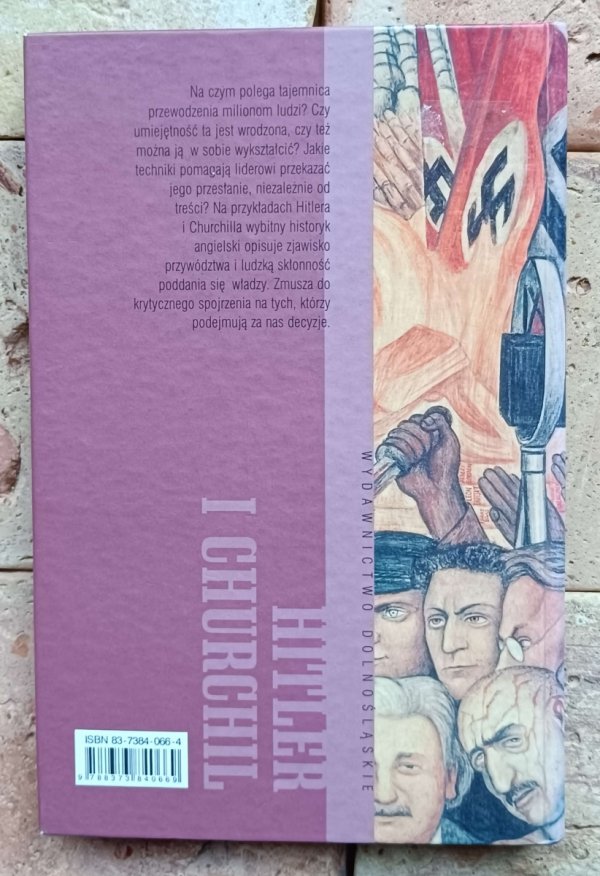 Na czym polega tajemnica
przewodzenia milionom ludzi? Czy
umiejętność ta jest wrodzona, czy też
można ją w sobie wykształcić? Jakie
techniki pomagają liderowi przekazać
jego przesłanie, niezależnie od
treści? Na przykładach Hitlera
i Churchilla wybitny historyk
angielski opisuje zjawisko
przywództwa i ludzką skłonność
poddania się władzy. Zmusza do
krytycznego spojrzenia na tych, którzy
podejmują za nas decyzje.
WYDAWNICTWO DOLNOŚLĄSKIE
HITLER
I CHURCHIL
ISBN 83-7384-066-4
9788373840669